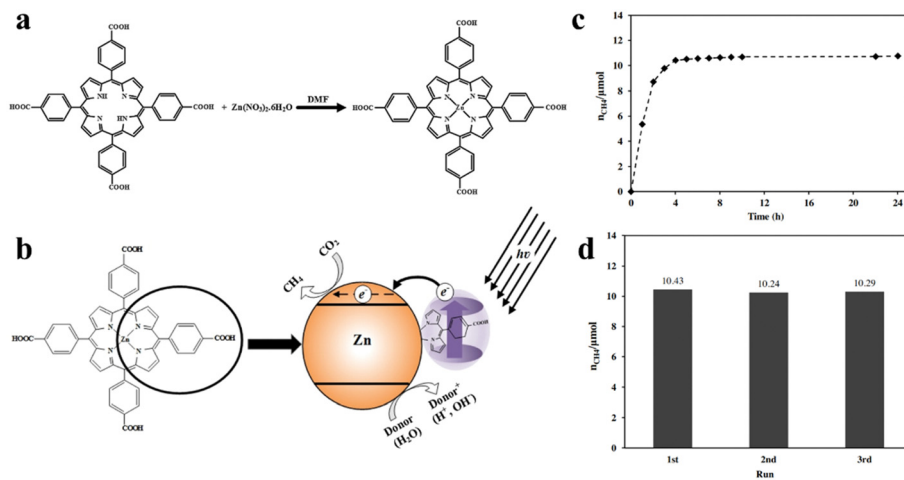 a
COOH
NH
N
HOOC
COOH
N
HN
COOH
+ Zn(NO3)2.6H2O
DMF
COOH
N
N
HOOC
Zn
COOH
N
N
COOH
b
COOH
N
N
HOOC
Zn
COOH
N
N
COOH
CO2
CH4
e-
e-
hυ
Zn
N
N
COOH
Donor
(H2O)
Donor+
(H+, OH-)
c
nCH4/μmol
14
12
10
8
6
4
2
0
0 4 8 12 16 20 24
Time (h)
d
nCH4/μmol
14
12
10
8
6
4
2
0
10.43 10.24 10.29
1st 2nd 3rd
Run